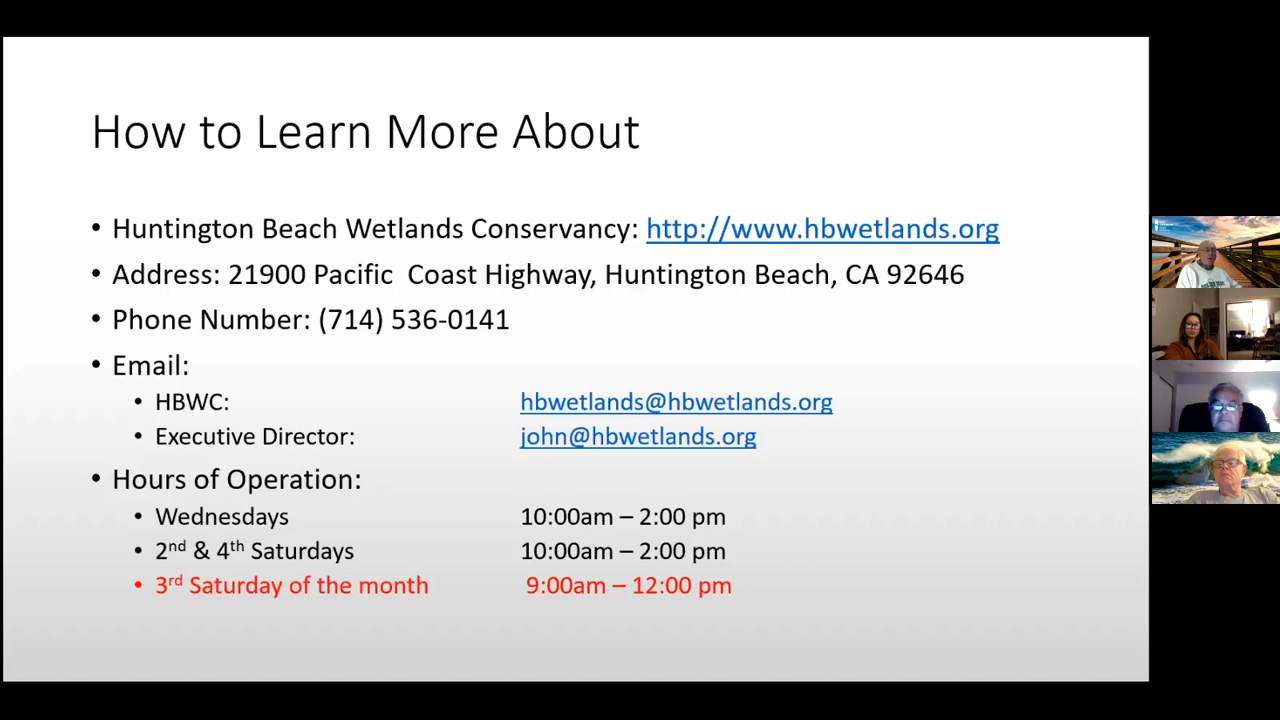 How to Learn More About
• Huntington Beach Wetlands Conservancy: http://www.hbwetlands.org
• Address: 21900 Pacific  Coast Highway, Huntington Beach, CA 92646
• Phone Number: (714) 536-0141
• Email:
• HBWC: hbwetlands@hbwetlands.org
• Executive Director: john@hbwetlands.org
• Hours of Operation:
• Wednesdays 10:00am – 2:00 pm
• 2nd & 4th Saturdays 10:00am – 2:00 pm
• 3rd Saturday of the month 9:00am – 12:00 pm